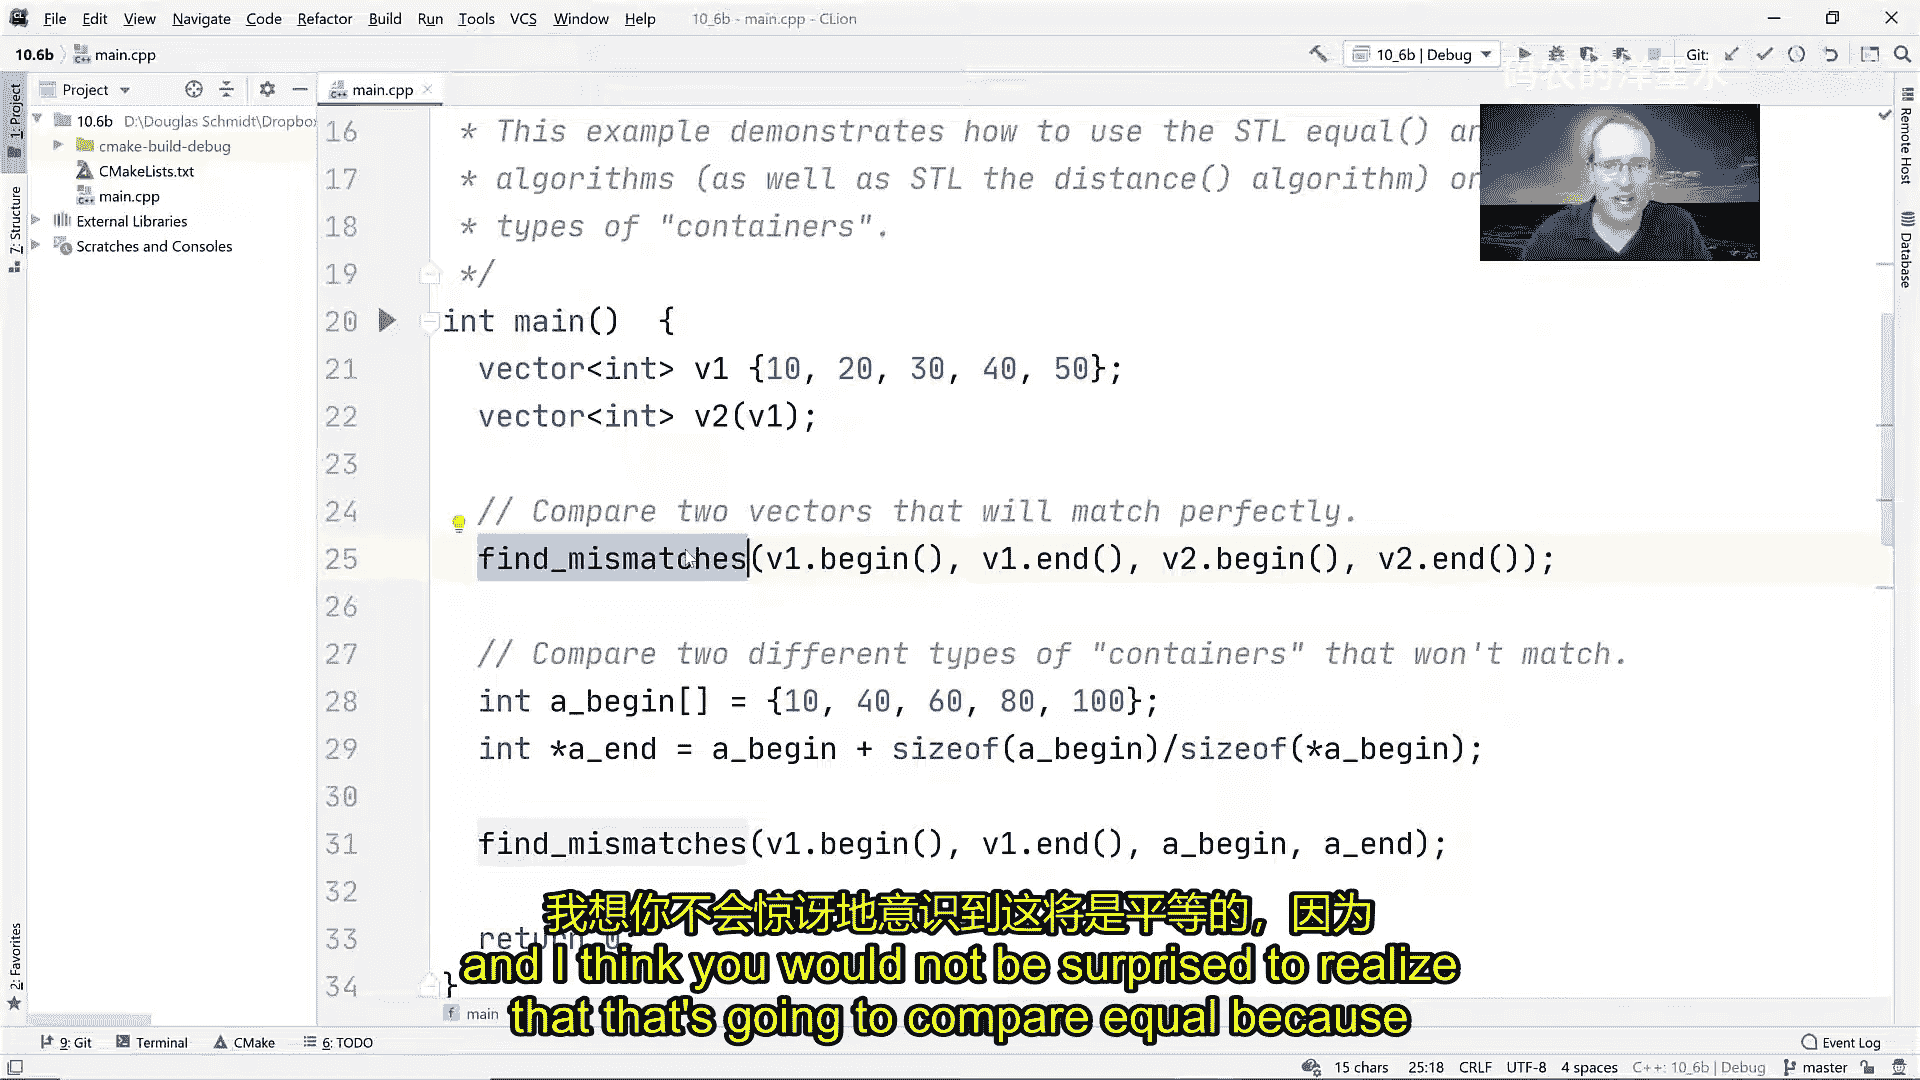 File Edit View Navigate Code Refactor Build Run Tools VCS Window Help 10_6b - main.cpp - CLion
10.6b main.cpp 10_6b | Debug Git:
码农的洋墨水
Project main.cpp
1: Project
7: Structure
2: Favorites
Remote Host
Database
10.6b D:\Douglas Schmidt\Dropbo
cmake-build-debug
CMakeLists.txt
main.cpp
External Libraries
Scratches and Consoles
16 * This example demonstrates how to use the STL equal()
17 * algorithms (as well as STL the distance() algorithm)
18 * types of "containers".
19 */
20 int main()  {
21 vector<int> v1 {10, 20, 30, 40, 50};
22 vector<int> v2(v1);
23
24 // Compare two vectors that will match perfectly.
25 find_mismatches(v1.begin(), v1.end(), v2.begin(), v2.end());
26
27 // Compare two different types of "containers" that won't match.
28 int a_begin[] = {10, 40, 60, 80, 100};
29 int *a_end = a_begin + sizeof(a_begin)/sizeof(*a_begin);
30
31 find_mismatches(v1.begin(), v1.end(), a_begin, a_end);
32
33 return 0
34 }
我想你不会惊讶地意识到这将是平等的，因为
and I think you would not be surprised to realize
that that's going to compare equal because
f main
9: Git Terminal CMake 6: TODO Event Log
15 chars 25:18 CRLF UTF-8 4 spaces C++: 10_6b | Debug master